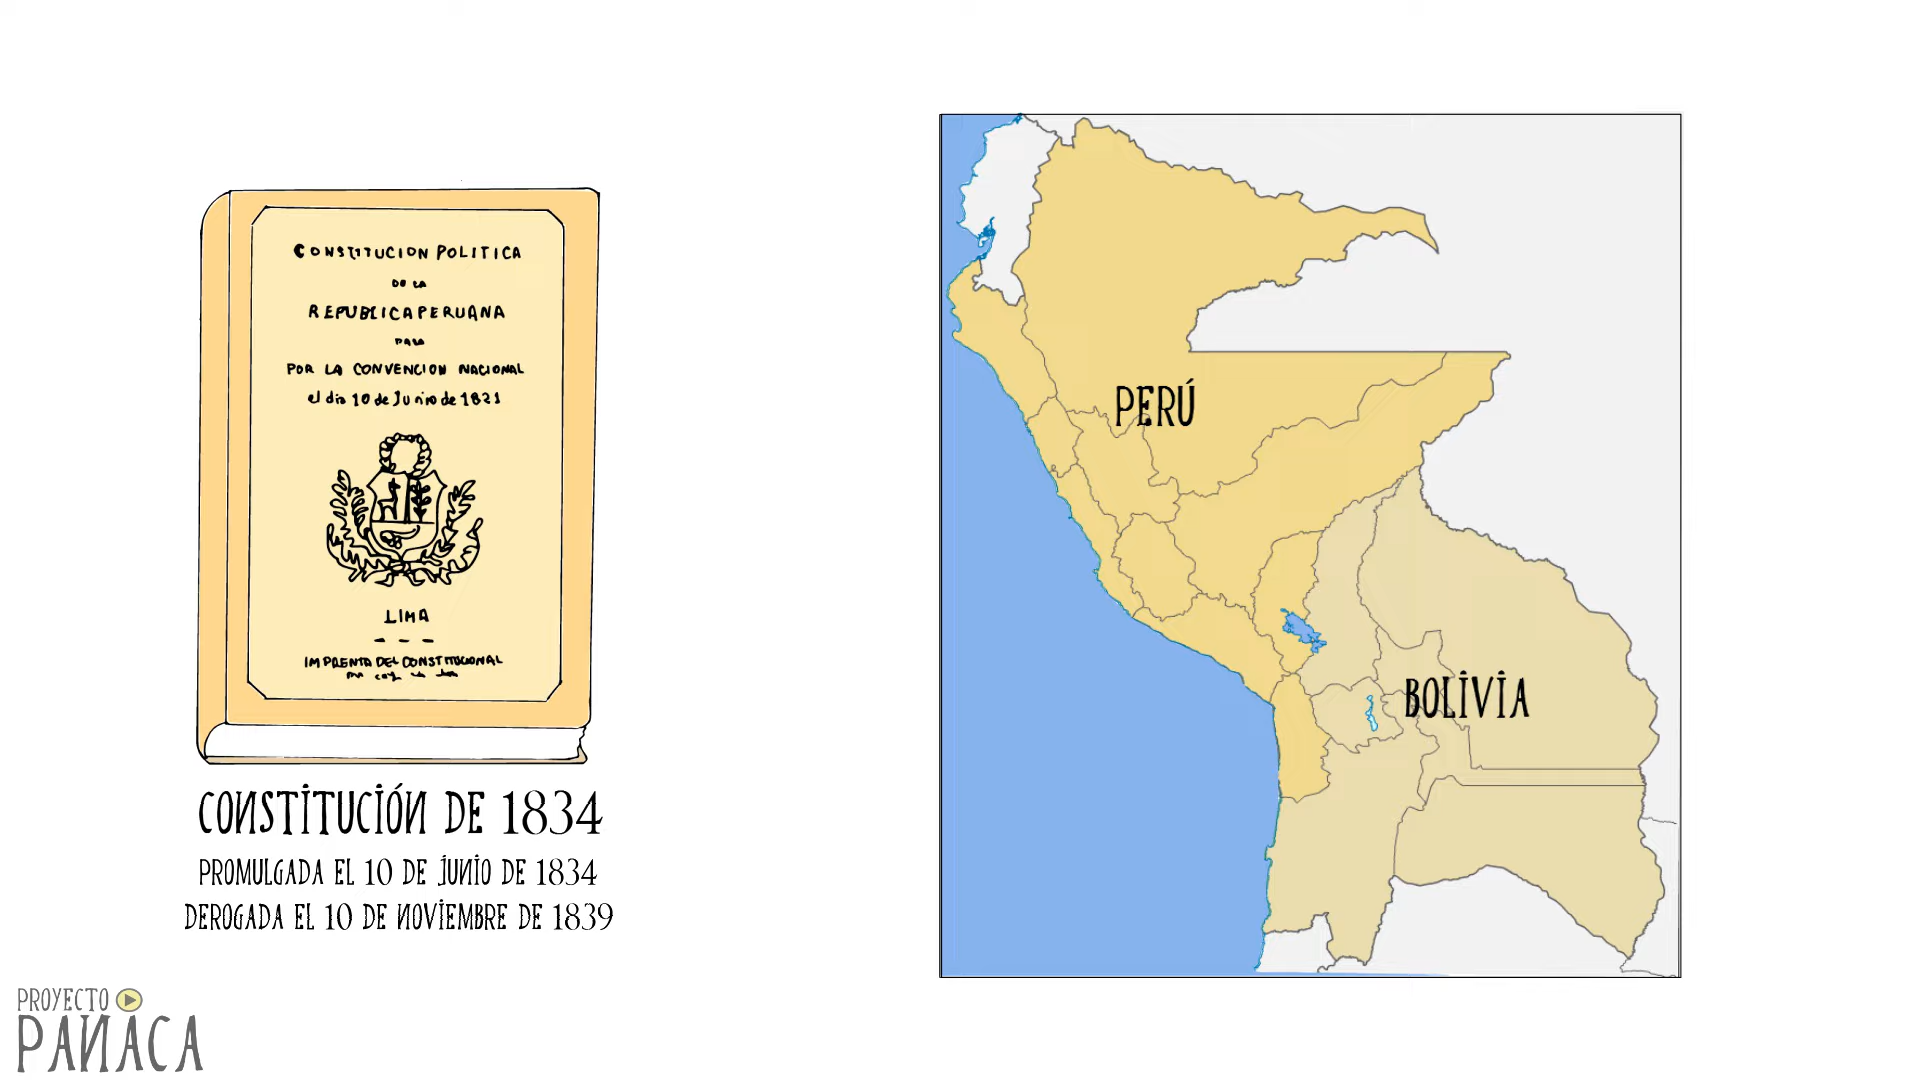 CONSTITUCION POLITICA
DE LA
REPUBLICA PERUANA
POR LA CONVENCION NACIONAL
el dia 10 de Junio de 1821
LIMA
IMPRENTA DEL CONSTITUCIONAL
CONSTITUCIÓN DE 1834
PROMULGADA EL 10 DE JUNIO DE 1834
DEROGADA EL 10 DE NOVIEMBRE DE 1839
PERÚ
BOLIVIA
PROYECTO
PANACA